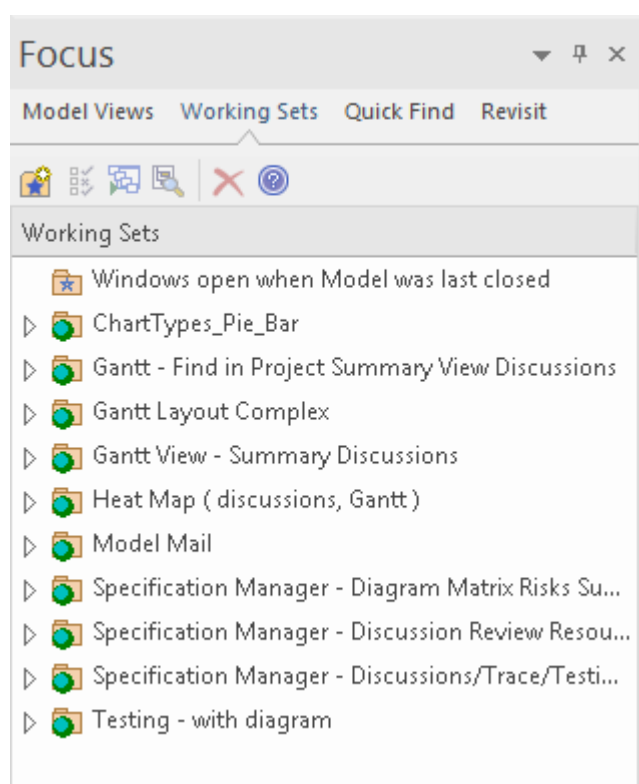 Focus
Model Views Working Sets Quick Find Revisit
Working Sets
Windows open when Model was last closed
ChartTypes_Pie_Bar
Gantt - Find in Project Summary View Discussions
Gantt Layout Complex
Gantt View - Summary Discussions
Heat Map ( discussions, Gantt )
Model Mail
Specification Manager - Diagram Matrix Risks Su...
Specification Manager - Discussion Review Resou...
Specification Manager - Discussions/Trace/Testi...
Testing - with diagram